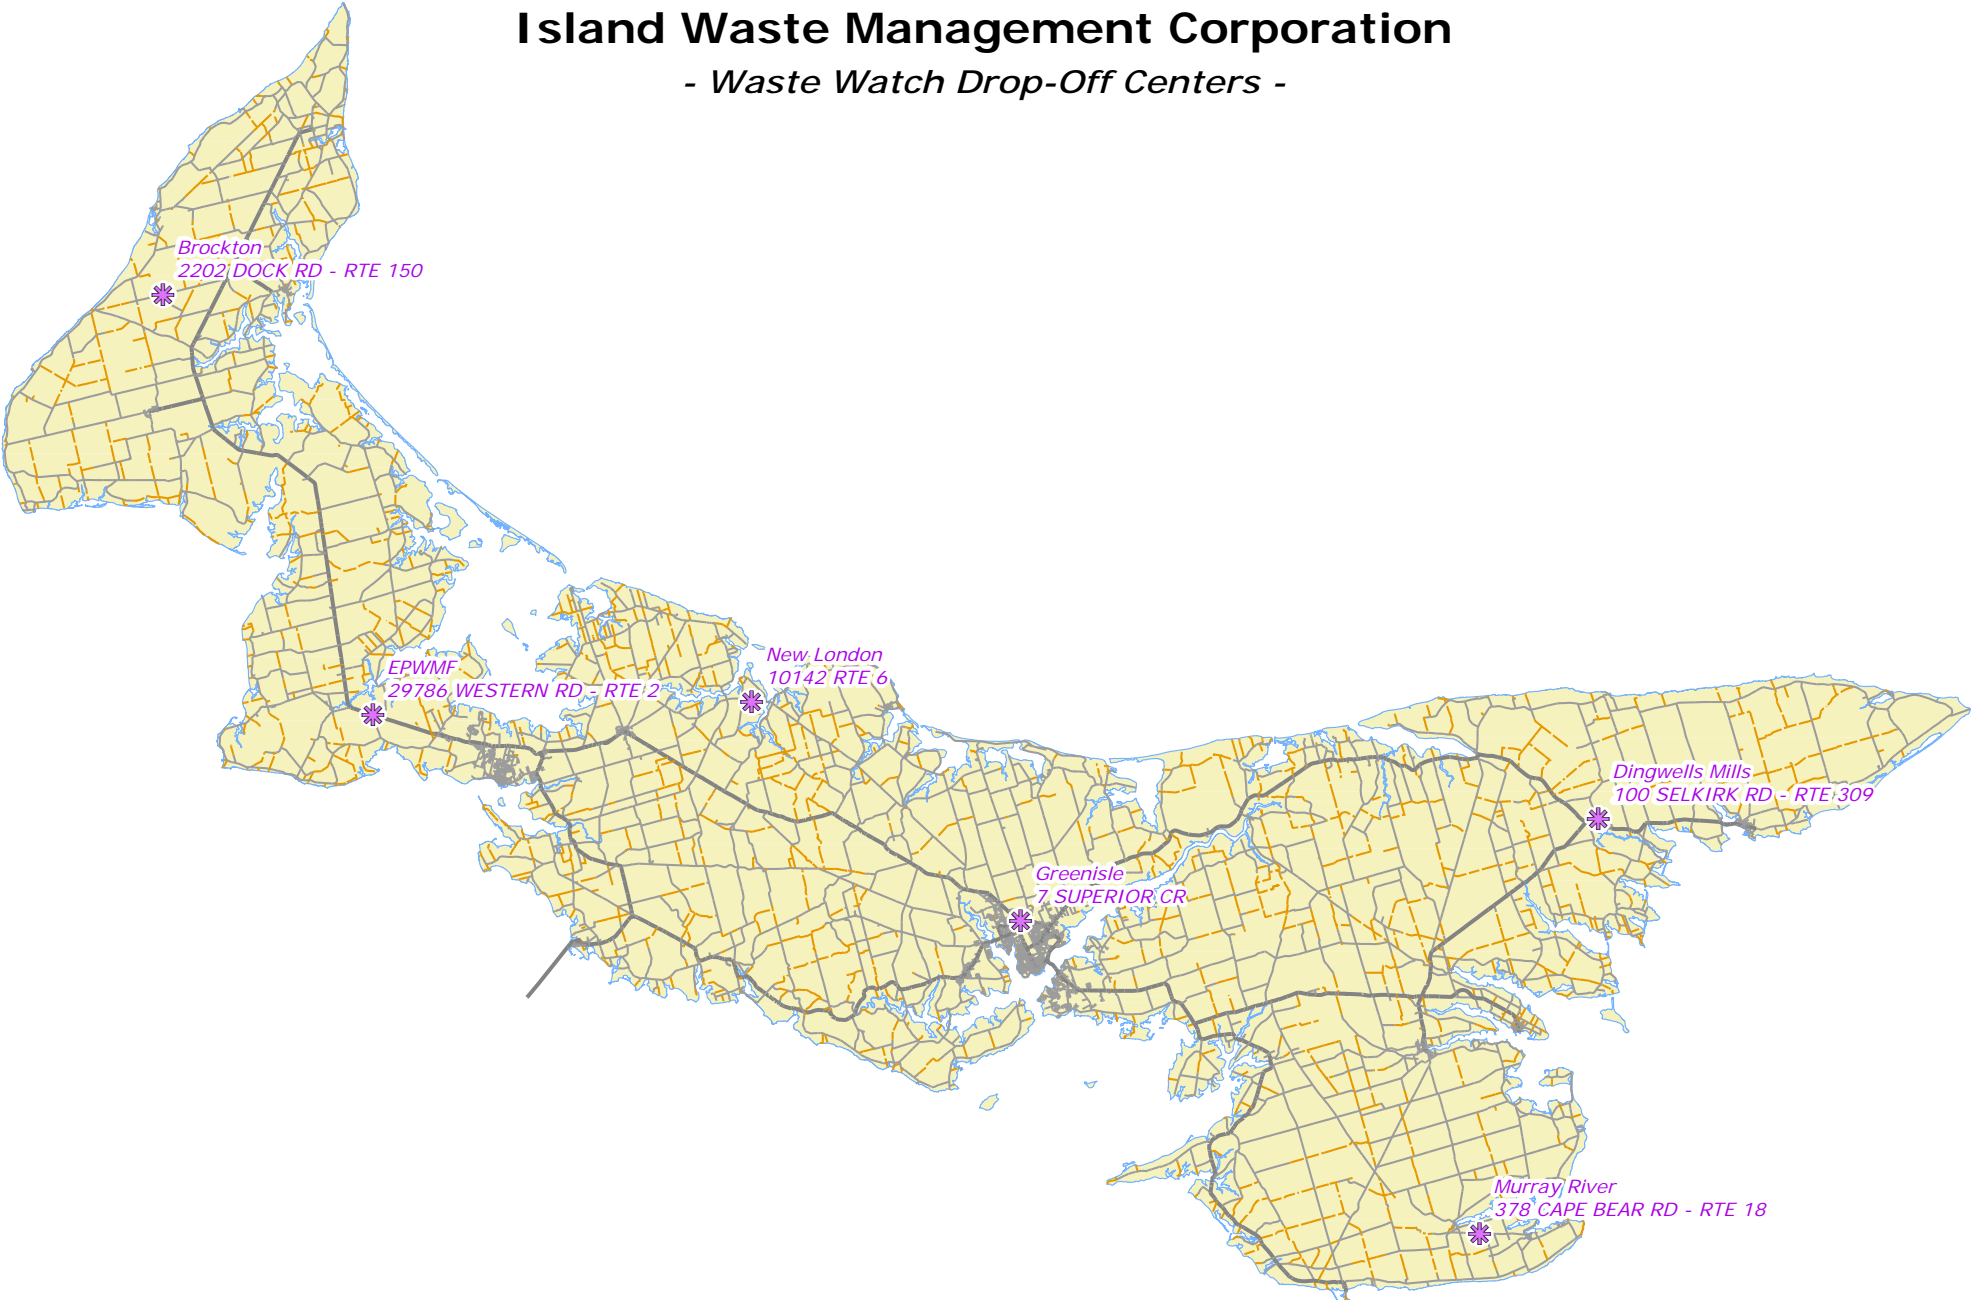 Island Waste Management Corporation
- Waste Watch Drop-Off Centers -
Brockton
2202 DOCK RD - RTE 150
EPWMF
29786 WESTERN RD - RTE 2
New London
10142 RTE 6
Dingwells Mills
100 SELKIRK RD - RTE 309
Greenisle
7 SUPERIOR CR
Murray River
378 CAPE BEAR RD - RTE 18